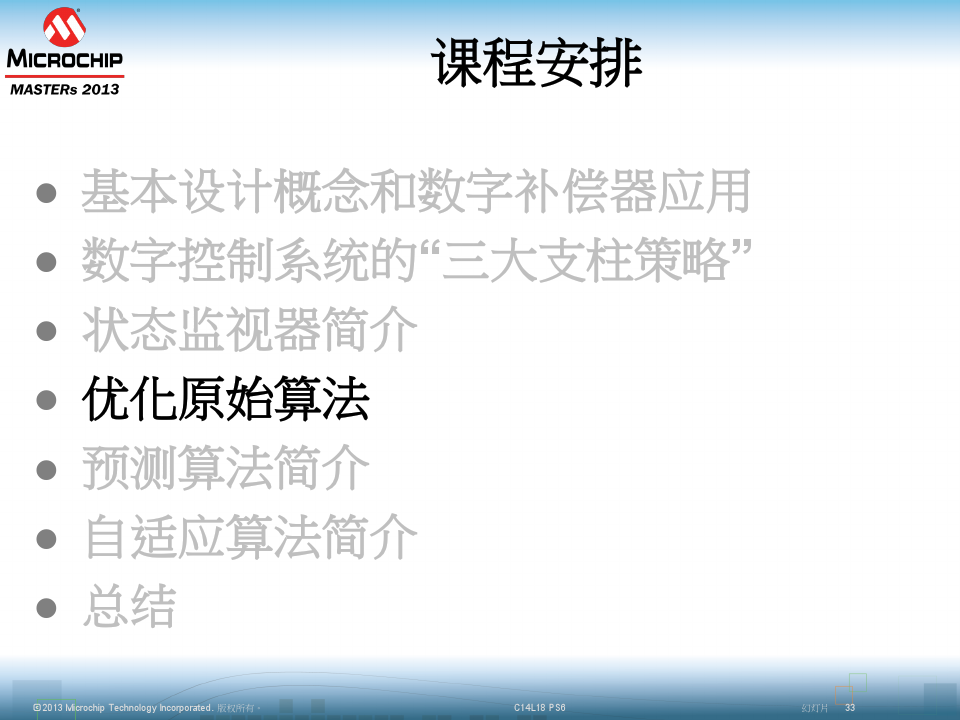 MICROCHIP
MASTERs 2013
课程安排
● 基本设计概念和数字补偿器应用
● 数字控制系统的“三大支柱策略”
● 状态监视器简介
● 优化原始算法
● 预测算法简介
● 自适应算法简介
● 总结
©2013 Microchip Technology Incorporated. 版权所有。
C14L18 PS6
幻灯片 33